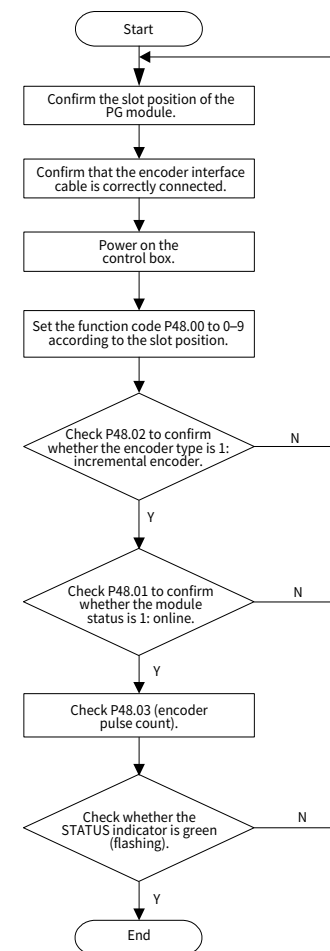 Start
Confirm the slot position of the
PG module.
Confirm that the encoder interface
cable is correctly connected.
Power on the
control box.
Set the function code P48.00 to 0–9
according to the slot position.
Check P48.02 to confirm
whether the encoder type is 1:
incremental encoder.
N
Y
Check P48.01 to confirm
whether the module
status is 1: online.
N
Y
Check P48.03 (encoder
pulse count).
Check whether the
STATUS indicator is green
(flashing).
N
Y
End